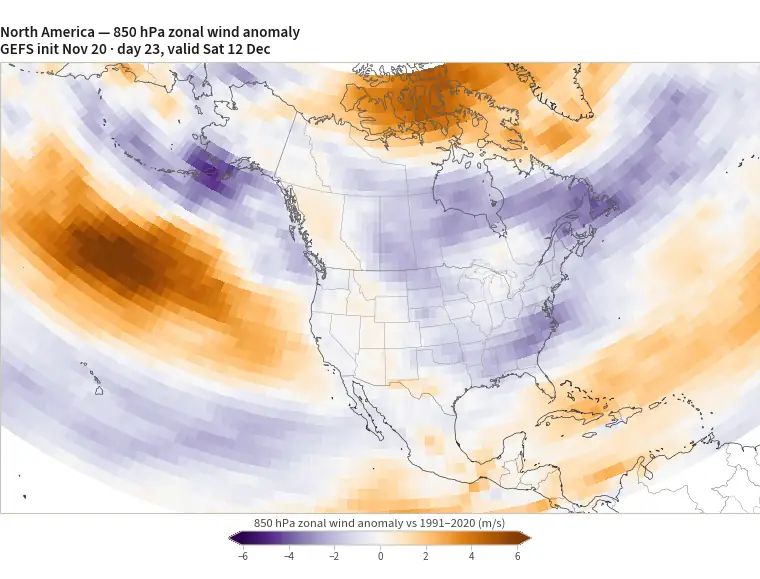 North America — 850 hPa zonal wind anomaly
GEFS init Nov 20 · day 23, valid Sat 12 Dec
850 hPa zonal wind anomaly vs 1991–2020 (m/s)
−6 −4 −2 0 2 4 6